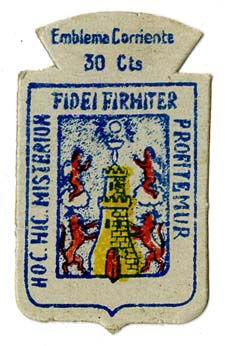 Emblema Corriente
30 Cts
HOC. HIC. MISTERIUM
FIDEI FIRMITER
PROFITEMUR